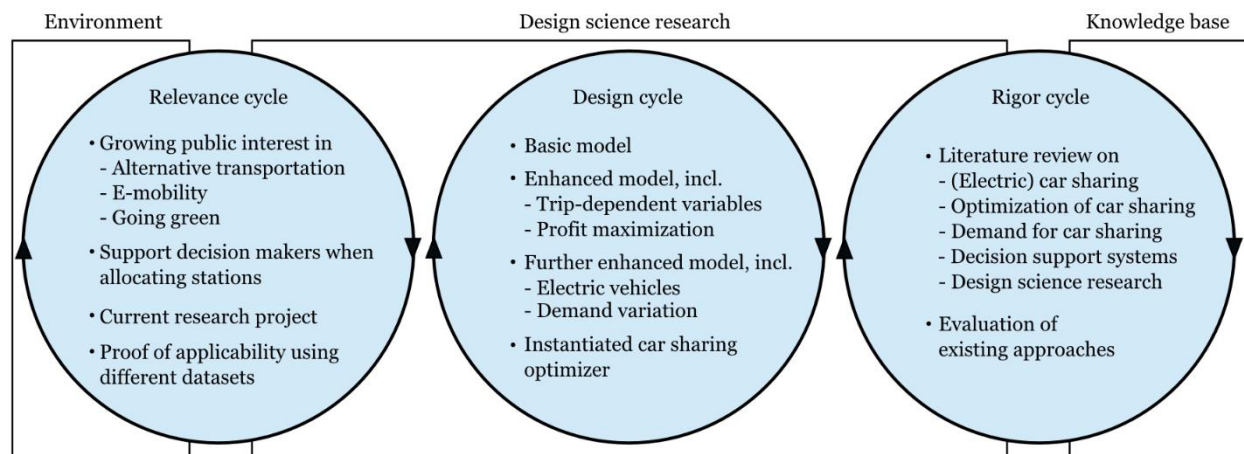 Environment
Design science research
Knowledge base
Relevance cycle
• Growing public interest in
- Alternative transportation
- E-mobility
- Going green
• Support decision makers when
allocating stations
• Current research project
• Proof of applicability using
different datasets
Design cycle
• Basic model
• Enhanced model, incl.
- Trip-dependent variables
- Profit maximization
• Further enhanced model, incl.
- Electric vehicles
- Demand variation
• Instantiated car sharing
optimizer
Rigor cycle
• Literature review on
- (Electric) car sharing
- Optimization of car sharing
- Demand for car sharing
- Decision support systems
- Design science research
• Evaluation of
existing approaches